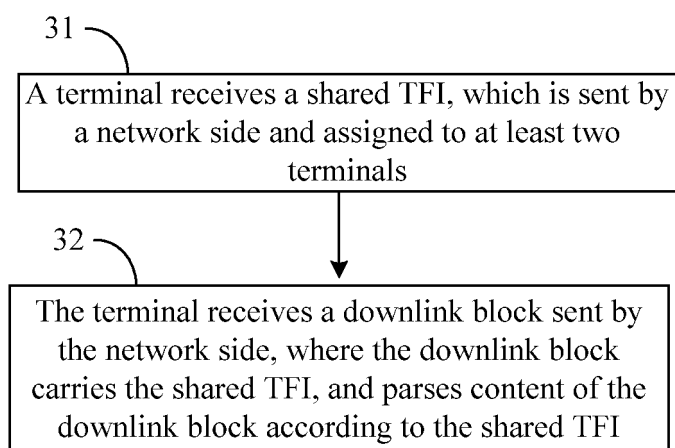 31
A terminal receives a shared TFI, which is sent by
a network side and assigned to at least two
terminals
32
The terminal receives a downlink block sent by
the network side, where the downlink block
carries the shared TFI, and parses content of the
downlink block according to the shared TFI